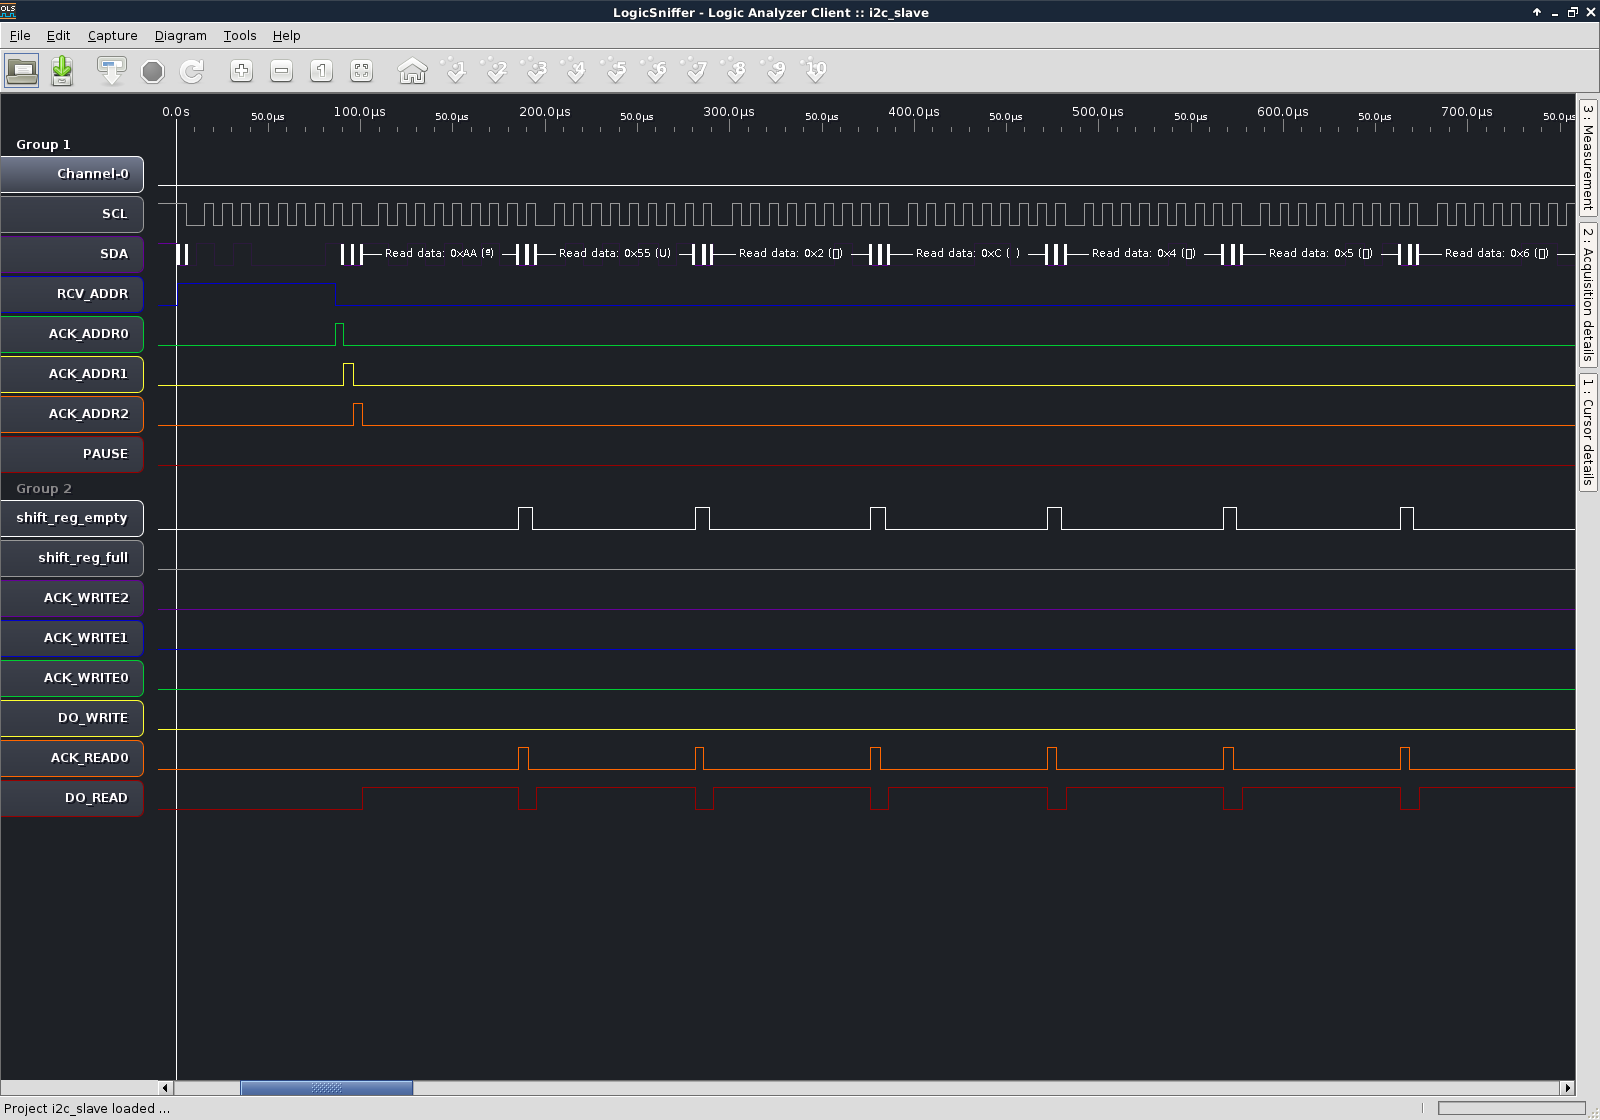 OLS
LogicSniffer - Logic Analyzer Client :: i2c_slave
File Edit Capture Diagram Tools Help
1 1 2 3 4 5 6 7 8 9 10
0.0s 100.0µs 200.0µs 300.0µs 400.0µs 500.0µs 600.0µs 700.0µs
50.0µs 50.0µs 50.0µs 50.0µs 50.0µs 50.0µs 50.0µs 50.0µs
Group 1
Channel-0
SCL
SDA Read data: 0xAA (ª) Read data: 0x55 (U) Read data: 0x2 (▯) Read data: 0xC ( ) Read data: 0x4 (▯) Read data: 0x5 (▯) Read data: 0x6 (▯)
RCV_ADDR
ACK_ADDR0
ACK_ADDR1
ACK_ADDR2
PAUSE
Group 2
shift_reg_empty
shift_reg_full
ACK_WRITE2
ACK_WRITE1
ACK_WRITE0
DO_WRITE
ACK_READ0
DO_READ
3 : Measurement
2 : Acquisition details
1 : Cursor details
Project i2c_slave loaded ...